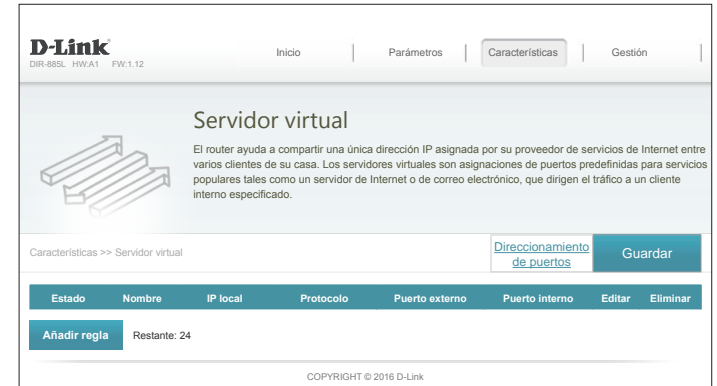 D-Link
DIR-885L HW:A1 FW:1.12
Inicio
Parámetros
Características
Gestión
Servidor virtual
El router ayuda a compartir una única dirección IP asignada por su proveedor de servicios de Internet entre
varios clientes de su casa. Los servidores virtuales son asignaciones de puertos predefinidas para servicios
populares tales como un servidor de Internet o de correo electrónico, que dirigen el tráfico a un cliente
interno especificado.
Características >> Servidor virtual
Direccionamiento
de puertos
Guardar
Estado Nombre IP local Protocolo Puerto externo Puerto interno Editar Eliminar
Añadir regla
Restante: 24
COPYRIGHT © 2016 D-Link